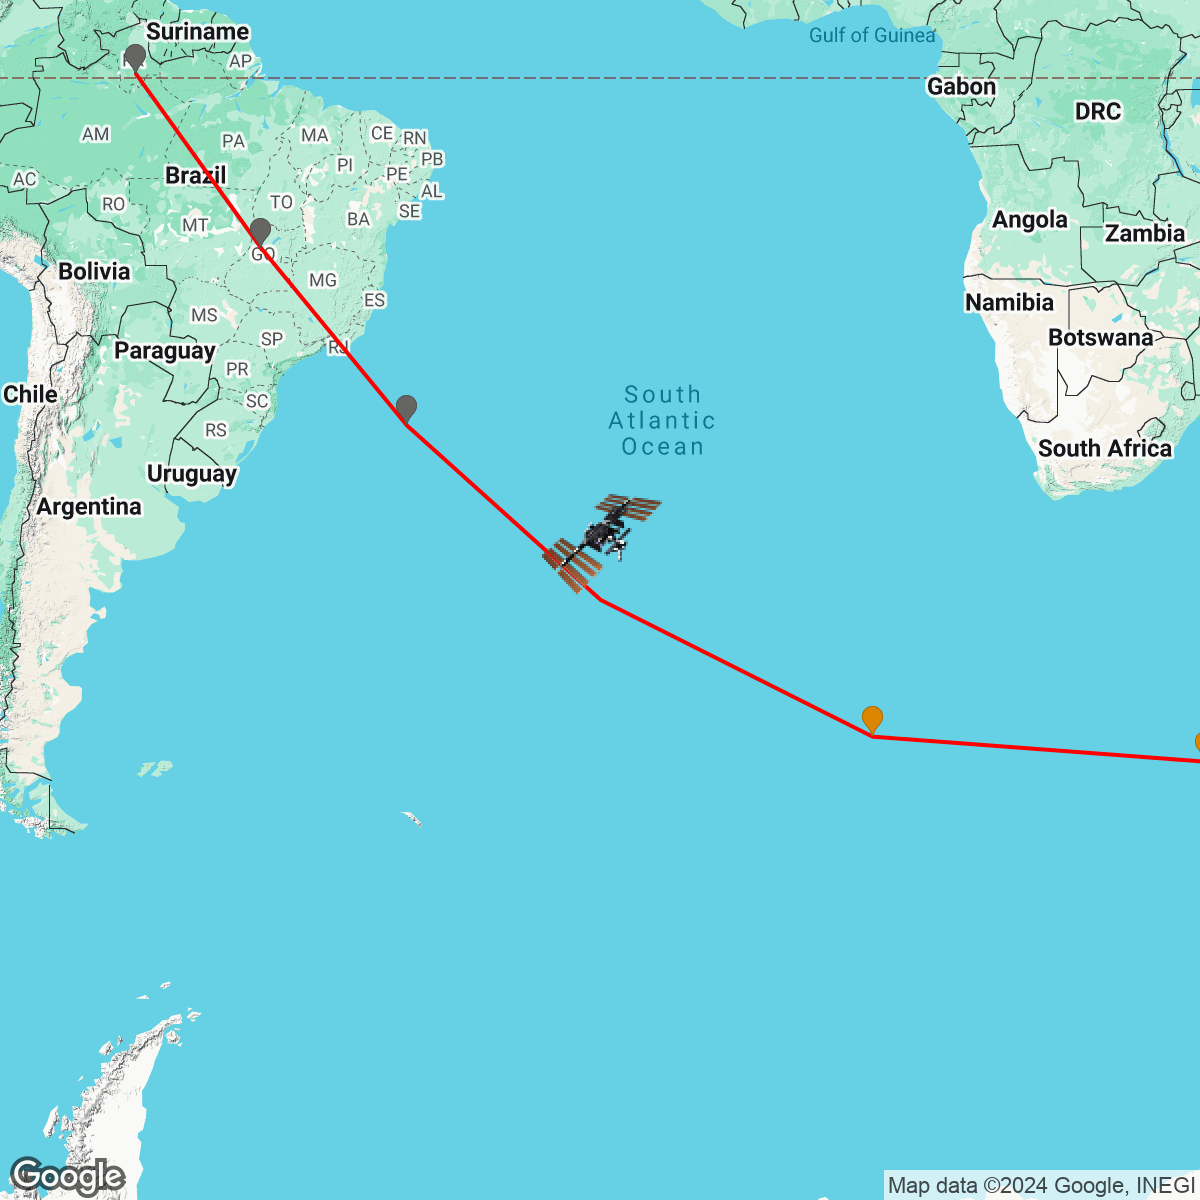 Suriname
Gulf of Guinea
AP
Gabon
DRC
AM
PA
MA
CE
RN
PB
PI
PE
AC
Brazil
AL
RO
TO
SE
MT
BA
Angola
Zambia
GO
Bolivia
MG
ES
Namibia
MS
SP
RJ
Botswana
Paraguay
PR
Chile
SC
South
Atlantic
Ocean
RS
South Africa
Uruguay
Argentina
Google
Map data ©2024 Google, INEGI